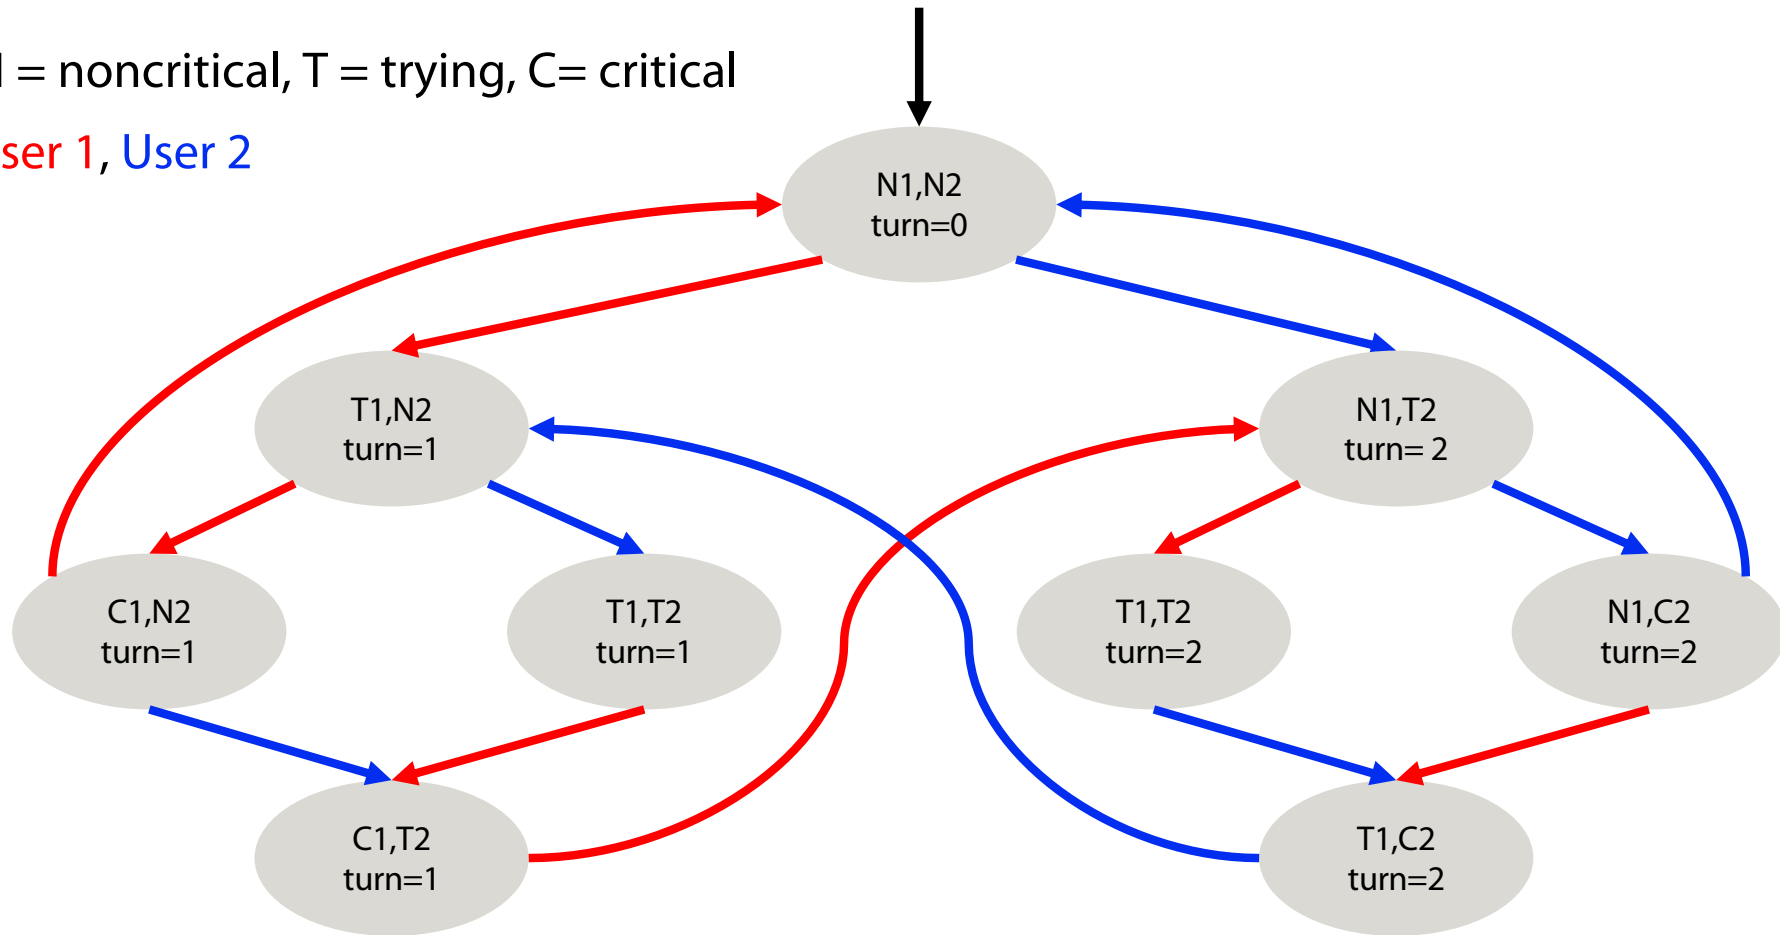 = noncritical, T = trying, C= critical
ser 1, User 2
N1,N2
turn=0
T1,N2
turn=1
N1,T2
turn= 2
C1,N2
turn=1
T1,T2
turn=1
T1,T2
turn=2
N1,C2
turn=2
C1,T2
turn=1
T1,C2
turn=2